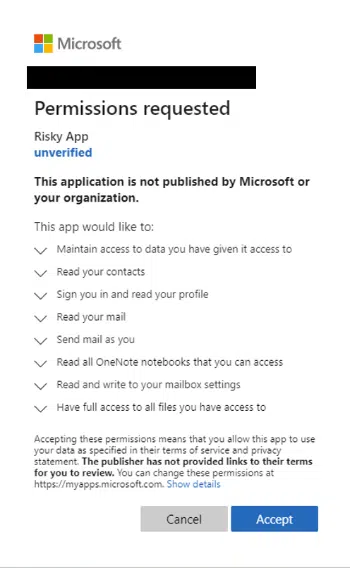 Microsoft
Permissions requested
Risky App
unverified
This application is not published by Microsoft or
your organization.
This app would like to:
Maintain access to data you have given it access to
Read your contacts
Sign you in and read your profile
Read your mail
Send mail as you
Read all OneNote notebooks that you can access
Read and write to your mailbox settings
Have full access to all files you have access to
Accepting these permissions means that you allow this app to use
your data as specified in their terms of service and privacy
statement. The publisher has not provided links to their terms
for you to review. You can change these permissions at
https://myapps.microsoft.com. Show details
Cancel Accept